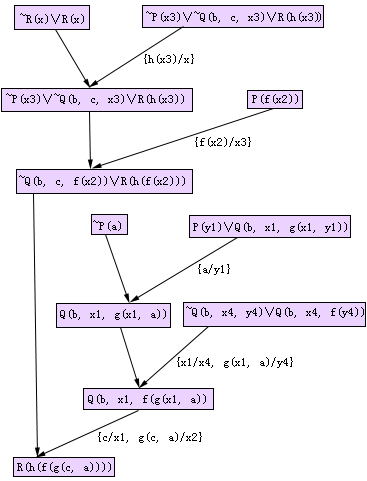 ~R(x)∨R(x)
~P(x3)∨~Q(b, c, x3)∨R(h(x3))
{h(x3)/x}
~P(x3)∨~Q(b, c, x3)∨R(h(x3))
P(f(x2))
{f(x2)/x3}
~Q(b, c, f(x2))∨R(h(f(x2)))
~P(a)
P(y1)∨Q(b, x1, g(x1, y1))
{a/y1}
Q(b, x1, g(x1, a))
~Q(b, x4, y4)∨Q(b, x4, f(y4))
{x1/x4, g(x1, a)/y4}
Q(b, x1, f(g(x1, a))
{c/x1, g(c, a)/x2}
R(h(f(g(c, a))))